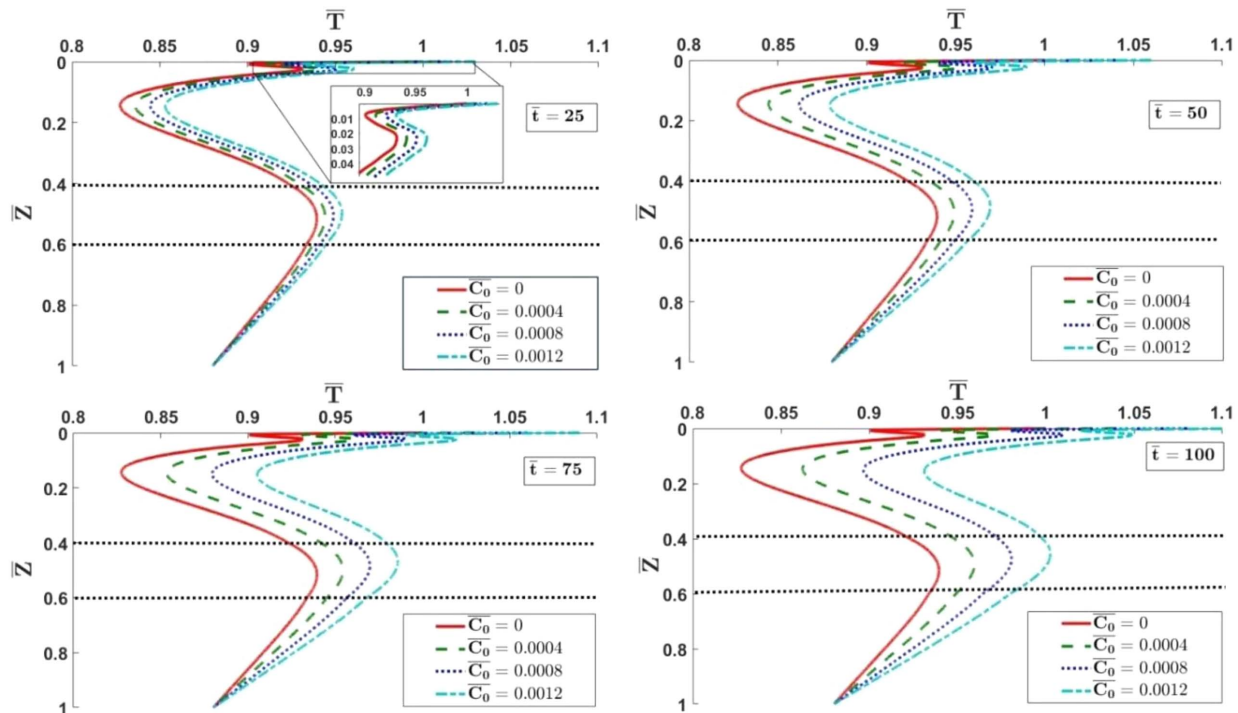 T̅
0.8 0.85 0.9 0.95 1 1.05 1.1
0
0.2
0.4
0.6
0.8
1
Z̅
0.9 0.95 1
0.01
0.02
0.03
0.04
t̅ = 25
C̅₀ = 0
C̅₀ = 0.0004
C̅₀ = 0.0008
C̅₀ = 0.0012
T̅
0.8 0.85 0.9 0.95 1 1.05 1.1
0
0.2
0.4
0.6
0.8
1
Z̅
t̅ = 50
C̅₀ = 0
C̅₀ = 0.0004
C̅₀ = 0.0008
C̅₀ = 0.0012
T̅
0.8 0.85 0.9 0.95 1 1.05 1.1
0
0.2
0.4
0.6
0.8
1
Z̅
t̅ = 75
C̅₀ = 0
C̅₀ = 0.0004
C̅₀ = 0.0008
C̅₀ = 0.0012
T̅
0.8 0.85 0.9 0.95 1 1.05 1.1
0
0.2
0.4
0.6
0.8
1
Z̅
t̅ = 100
C̅₀ = 0
C̅₀ = 0.0004
C̅₀ = 0.0008
C̅₀ = 0.0012